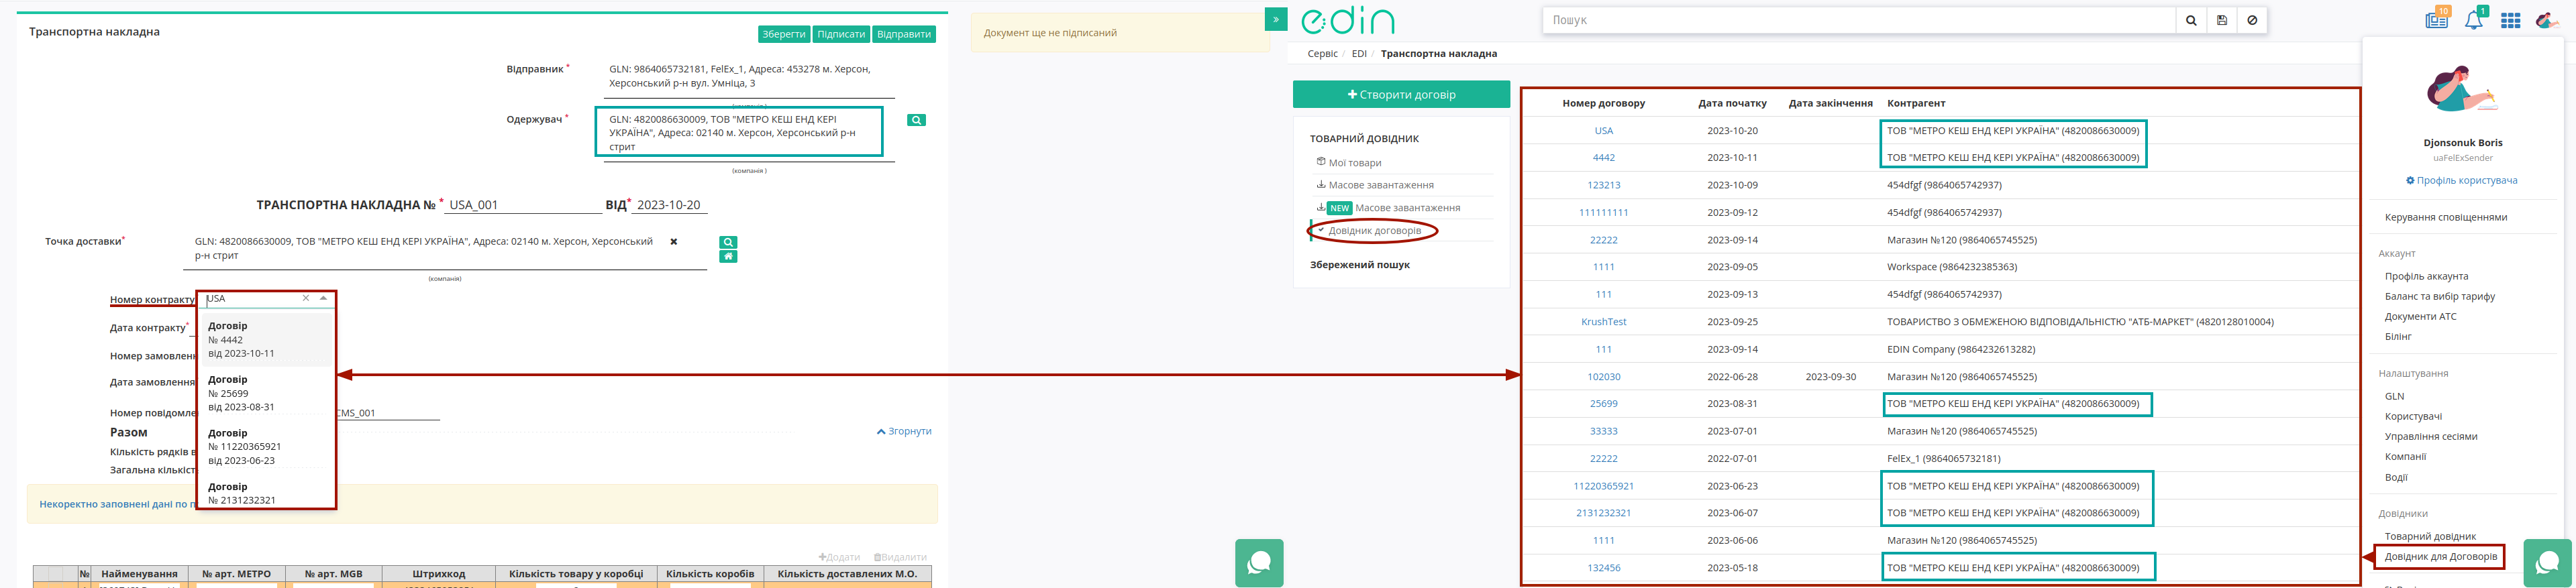 Транспортна накладна
Зберегти Підписати Відправити
Відправник *
GLN: 9864065732181, FelEx_1, Адреса: 453278 м. Херсон,
Херсонський р-н вул. Умніца, 3
Одержувач *
GLN: 4820086630009, ТОВ "МЕТРО КЕШ ЕНД КЕРІ
УКРАЇНА", Адреса: 02140 м. Херсон, Херсонський р-н
стрит
(компанія )
ТРАНСПОРТНА НАКЛАДНА № * USA_001 ВІД* 2023-10-20
Точка доставки*
GLN: 4820086630009, ТОВ "МЕТРО КЕШ ЕНД КЕРІ УКРАЇНА", Адреса: 02140 м. Херсон, Херсонський
р-н стрит
(компанія)
Номер контракту USA
Дата контракту*
Номер замовленн
Дата замовлення
Номер повідомле CMS_001
Договір
№ 4442
від 2023-10-11
Договір
№ 25699
від 2023-08-31
Договір
№ 11220365921
від 2023-06-23
Договір
№ 2131232321
Разом
Згорнути
Кількість рядків в
Загальна кількіст
Некоректно заповнені дані по п
Додати Видалити
№ Найменування № арт. МЕТРО № арт. MGB Штрихкод Кількість товару у коробці Кількість коробів Кількість доставлених М.О.
Документ ще не підписаний
»
edin
Пошук
10
1
Сервіс / EDI / Транспортна накладна
Створити договір
ТОВАРНИЙ ДОВІДНИК
Мої товари
Масове завантаження
NEW Масове завантаження
Довідник договорів
Збережений пошук
Номер договору Дата початку Дата закінчення Контрагент
USA 2023-10-20 ТОВ "МЕТРО КЕШ ЕНД КЕРІ УКРАЇНА" (4820086630009)
4442 2023-10-11 ТОВ "МЕТРО КЕШ ЕНД КЕРІ УКРАЇНА" (4820086630009)
123213 2023-10-09 454dfgf (9864065742937)
111111111 2023-09-12 454dfgf (9864065742937)
22222 2023-09-14 Магазин №120 (9864065745525)
1111 2023-09-05 Workspace (9864232385363)
111 2023-09-13 454dfgf (9864065742937)
KrushTest 2023-09-25 ТОВАРИСТВО З ОБМЕЖЕНОЮ ВІДПОВІДАЛЬНІСТЮ "АТБ-МАРКЕТ" (4820128010004)
111 2023-09-14 EDIN Company (9864232613282)
102030 2022-06-28 2023-09-30 Магазин №120 (9864065745525)
25699 2023-08-31 ТОВ "МЕТРО КЕШ ЕНД КЕРІ УКРАЇНА" (4820086630009)
33333 2023-07-01 Магазин №120 (9864065745525)
22222 2022-07-01 FelEx_1 (9864065732181)
11220365921 2023-06-23 ТОВ "МЕТРО КЕШ ЕНД КЕРІ УКРАЇНА" (4820086630009)
2131232321 2023-06-07 ТОВ "МЕТРО КЕШ ЕНД КЕРІ УКРАЇНА" (4820086630009)
1111 2023-06-06 Магазин №120 (9864065745525)
132456 2023-05-18 ТОВ "МЕТРО КЕШ ЕНД КЕРІ УКРАЇНА" (4820086630009)
Djonsonuk Boris
uaFelExSender
Профіль користувача
Керування сповіщеннями
Аккаунт
Профіль аккаунта
Баланс та вибір тарифу
Документи АТС
Білінг
Налаштування
GLN
Користувачі
Управління сесіями
Компанії
Водії
Довідники
Товарний довідник
Довідник для Договорів